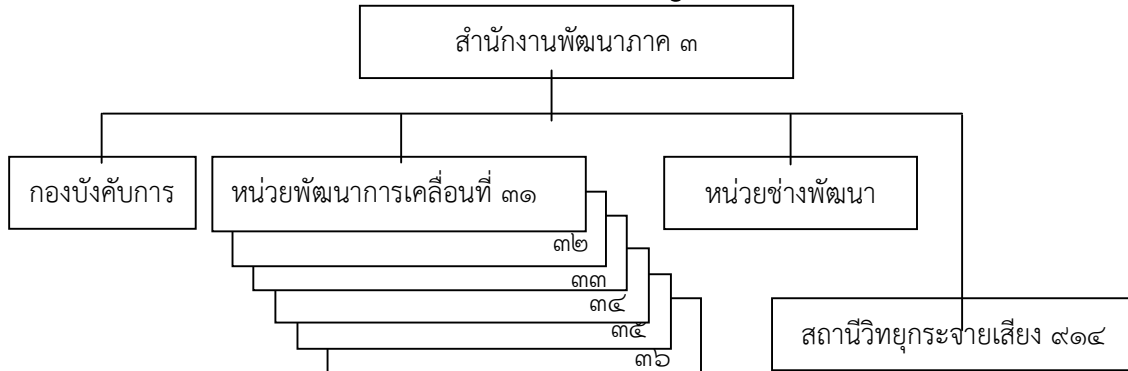 สำนักงานพัฒนาภาค ๓
กองบังคับการ
หน่วยพัฒนาการเคลื่อนที่ ๓๑
หน่วยช่างพัฒนา
๓๒
๓๓
๓๔
๓๕
๓๖
สถานีวิทยุกระจายเสียง ๙๑๔